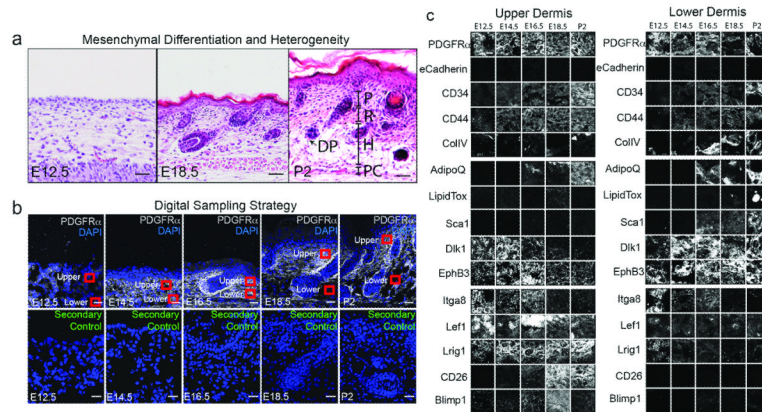 a
Mesenchymal Differentiation and Heterogeneity
E12.5
E18.5
P2
P
R
H
DP
PC
b
Digital Sampling Strategy
PDGFRα
DAPI
Upper
Lower
E12.5
PDGFRα
DAPI
Upper
Lower
E14.5
PDGFRα
DAPI
Upper
Lower
E16.5
PDGFRα
DAPI
Upper
Lower
E18.5
PDGFRα
DAPI
Upper
Lower
P2
Secondary
Control
E12.5
Secondary
Control
E14.5
Secondary
Control
E16.5
Secondary
Control
E18.5
Secondary
Control
P2
c
Upper Dermis
E12.5 E14.5 E16.5 E18.5 P2
PDGFRα
eCadherin
CD34
CD44
ColIV
AdipoQ
LipidTox
Sca1
Dlk1
EphB3
Itga8
Lef1
Lrig1
CD26
Blimp1
Lower Dermis
E12.5 E14.5 E16.5 E18.5 P2
PDGFRα
eCadherin
CD34
CD44
ColIV
AdipoQ
LipidTox
Sca1
Dlk1
EphB3
Itga8
Lef1
Lrig1
CD26
Blimp1